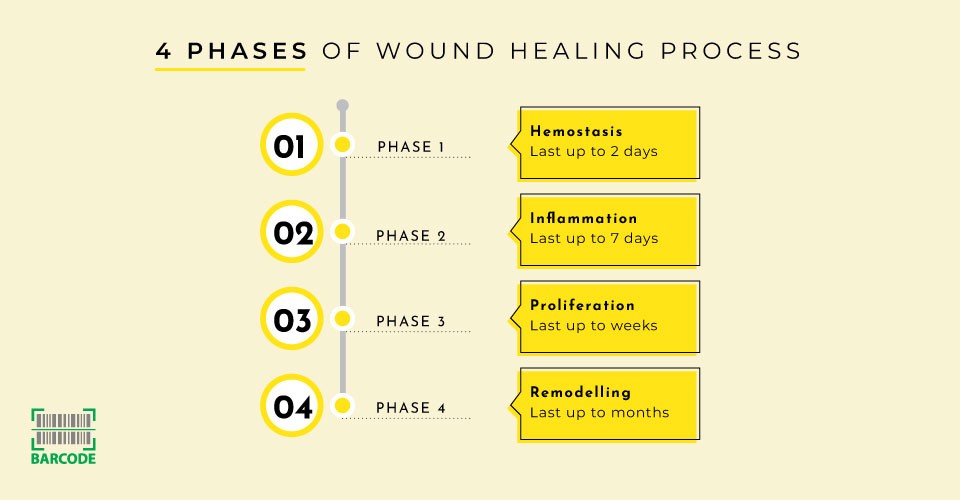 4 PHASES OF WOUND HEALING PROCESS
01
PHASE 1
Hemostasis
Last up to 2 days
02
PHASE 2
Inflammation
Last up to 7 days
03
PHASE 3
Proliferation
Last up to weeks
04
PHASE 4
Remodelling
Last up to months
BARCODE